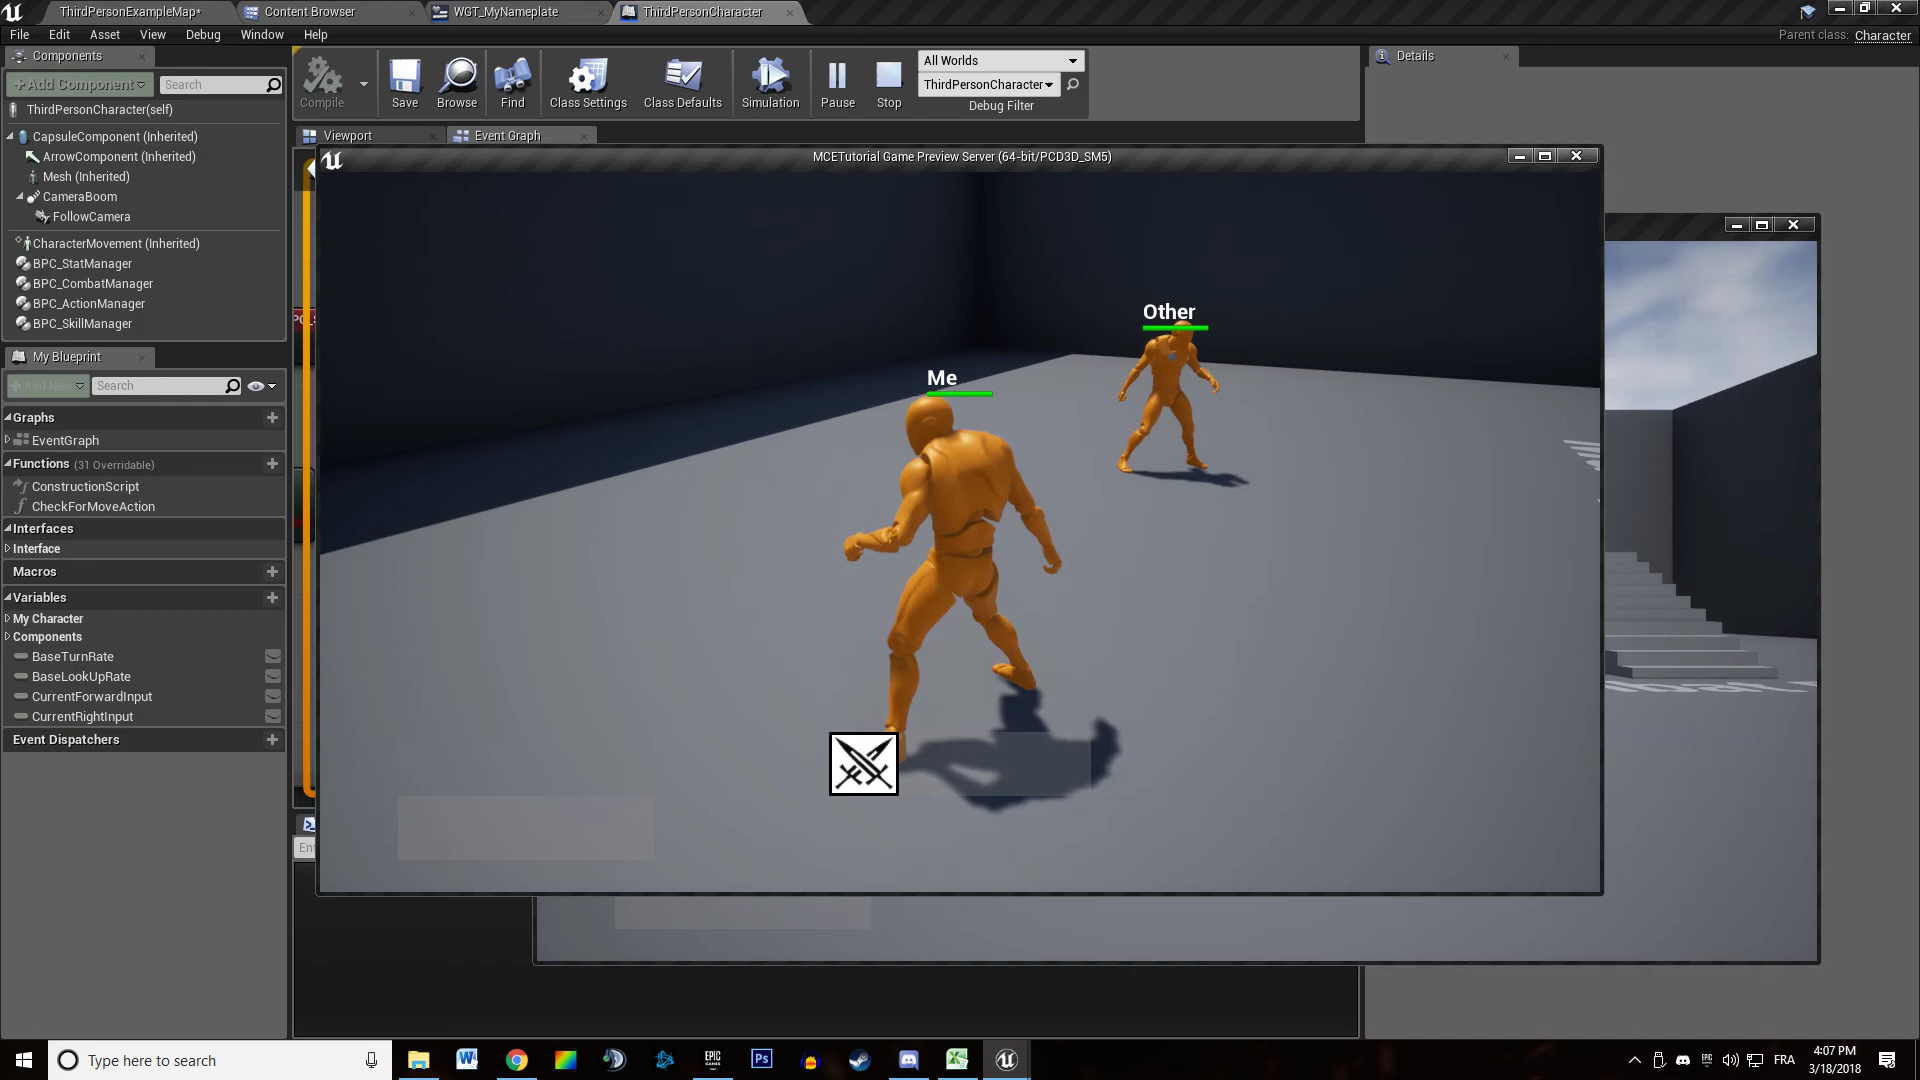 ThirdPersonExampleMap*
Content Browser
WGT_MyNameplate
ThirdPersonCharacter
File Edit Asset View Debug Window Help
Parent class: Character
Components
Details
+Add Component
Search
Compile
Save
Browse
Find
Class Settings
Class Defaults
Simulation
Pause
Stop
All Worlds
ThirdPersonCharacter
Debug Filter
ThirdPersonCharacter(self)
Viewport
Event Graph
CapsuleComponent (Inherited)
ArrowComponent (Inherited)
Mesh (Inherited)
CameraBoom
FollowCamera
CharacterMovement (Inherited)
BPC_StatManager
BPC_CombatManager
BPC_ActionManager
BPC_SkillManager
MCETutorial Game Preview Server (64-bit/PCD3D_SM5)
Other
Me
My Blueprint
+Add New
Search
Graphs
EventGraph
Functions (31 Overridable)
ConstructionScript
CheckForMoveAction
Interfaces
Interface
Macros
Variables
My Character
Components
BaseTurnRate
BaseLookUpRate
CurrentForwardInput
CurrentRightInput
Event Dispatchers
Type here to search
EPIC GAMES
Ps
FRA
4:07 PM
3/18/2018